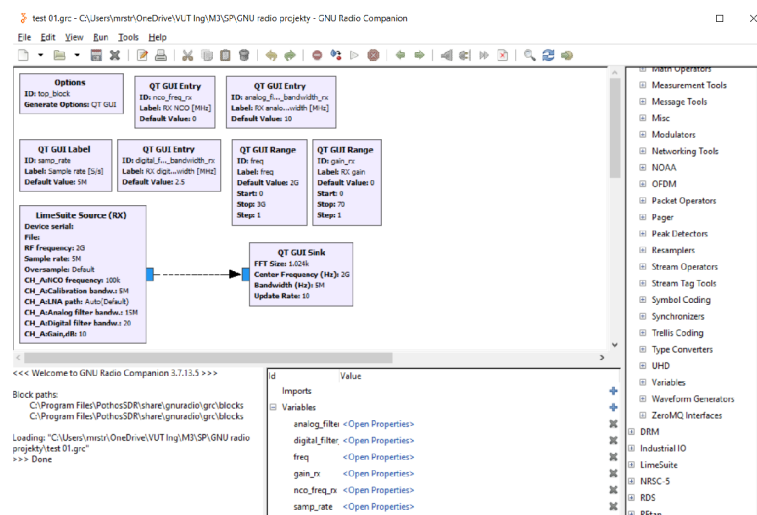 test 01.grc - C:\Users\mrstr\OneDrive\VUT Ing\M3\SP\GNU radio projekty - GNU Radio Companion
File Edit View Run Tools Help
Options
ID: top_block
Generate Options: QT GUI
QT GUI Entry
ID: nco_freq_rx
Label: RX NCO [MHz]
Default Value: 0
QT GUI Entry
ID: analog_fi..._bandwidth_rx
Label: RX analo...width [MHz]
Default Value: 10
QT GUI Label
ID: samp_rate
Label: Sample rate [S/s]
Default Value: 5M
QT GUI Entry
ID: digital_f..._bandwidth_rx
Label: RX digit...width [MHz]
Default Value: 2.5
QT GUI Range
ID: freq
Label: freq
Default Value: 2G
Start: 0
Stop: 3G
Step: 1
QT GUI Range
ID: gain_rx
Label: RX gain
Default Value: 0
Start: 0
Stop: 70
Step: 1
LimeSuite Source (RX)
Device serial:
File:
RF frequency: 2G
Sample rate: 5M
Oversample: Default
CH_A:NCO frequency: 100k
CH_A:Calibration bandw.: 5M
CH_A:LNA path: Auto(Default)
CH_A:Analog filter bandw.: 15M
CH_A:Digital filter bandw.: 20
CH_A:Gain,dB: 10
QT GUI Sink
FFT Size: 1.024k
Center Frequency (Hz): 2G
Bandwidth (Hz): 5M
Update Rate: 10
Math Operators
Measurement Tools
Message Tools
Misc
Modulators
Networking Tools
NOAA
OFDM
Packet Operators
Pager
Peak Detectors
Resamplers
Stream Operators
Stream Tag Tools
Symbol Coding
Synchronizers
Trellis Coding
Type Converters
UHD
Variables
Waveform Generators
ZeroMQ Interfaces
DRM
Industrial IO
LimeSuite
NRSC-5
RDS
<<< Welcome to GNU Radio Companion 3.7.13.5 >>>
Block paths:
C:\Program Files\PothosSDR\share\gnuradio\grc\blocks
C:\Program Files\PothosSDR\share\gnuradio\grc\blocks
Loading: "C:\Users\mrstr\OneDrive\VUT Ing\M3\SP\GNU radio
projekty\test 01.grc"
>>> Done
Id Value
Imports
Variables
analog_filter <Open Properties>
digital_filter_ <Open Properties>
freq <Open Properties>
gain_rx <Open Properties>
nco_freq_rx <Open Properties>
samp_rate <Open Properties>